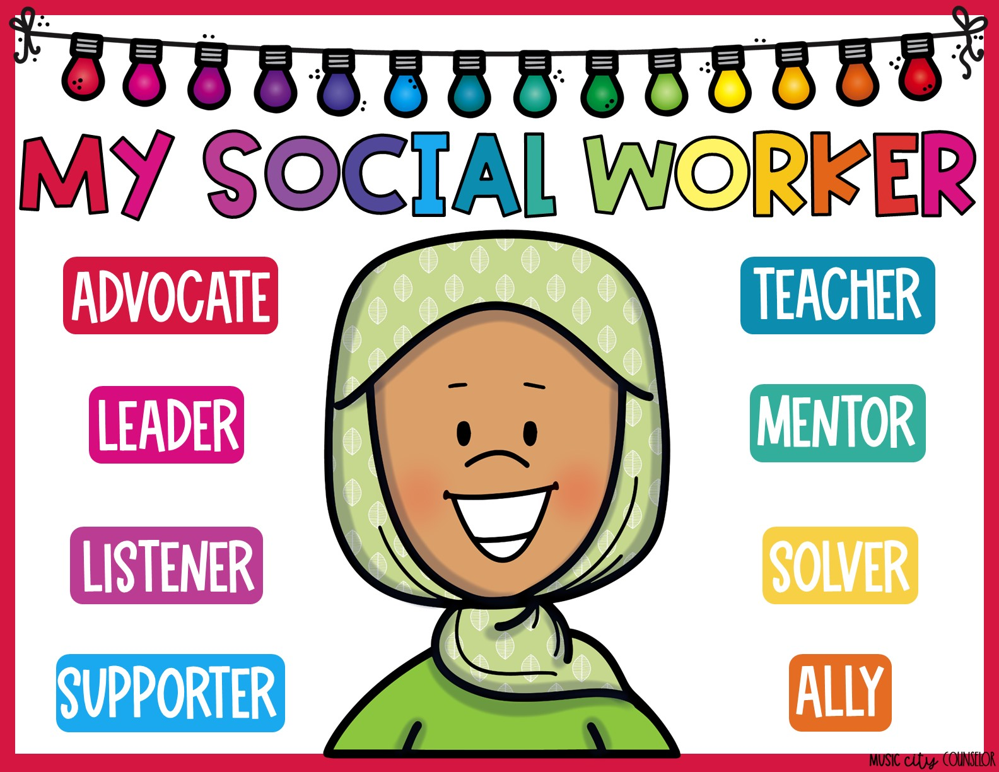 MY SOCIAL WORKER
ADVOCATE
LEADER
LISTENER
SUPPORTER
TEACHER
MENTOR
SOLVER
ALLY
MUSIC city COUNSELOR